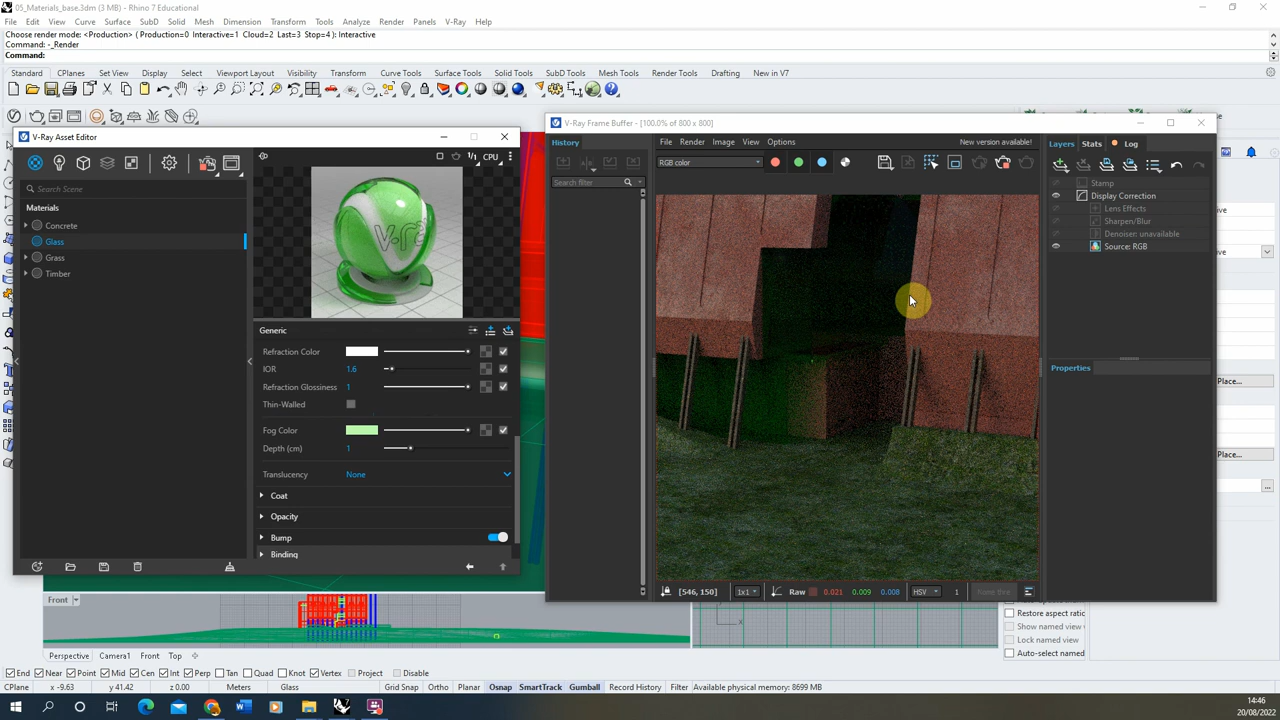 05_Materials_base.3dm (3 MB) - Rhino 7 Educational
File Edit View Curve Surface SubD Solid Mesh Dimension Transform Tools Analyze Render Panels V-Ray Help
Choose render mode: <Production> ( Production=0 Interactive=1 Cloud=2 Last=3 Stop=4 ): Interactive
Command: -_Render
Command:
Standard CPlanes Set View Display Select Viewport Layout Visibility Transform Curve Tools Surface Tools Solid Tools SubD Tools Mesh Tools Render Tools Drafting New in V7
V-Ray Asset Editor
CPU
Search Scene
Materials
Concrete
Glass
Grass
Timber
Generic
Refraction Color
IOR 1.6
Refraction Glossiness 1
Thin-Walled
Fog Color
Depth (cm) 1
Translucency None
Coat
Opacity
Bump
Binding
V-Ray Frame Buffer - [100.0% of 800 x 800]
History
File Render Image View Options New version available!
RGB color
Search filter
Layers Stats Log
Stamp
Display Correction
Lens Effects
Sharpen/Blur
Denoiser: unavailable
Source: RGB
Properties
[546, 150] 1x1 Raw 0.021 0.009 0.008 HSV 1
Place...
Place...
...
Front
Restore aspect ratio
Show named view
Lock named view
Auto-select named
x
Perspective Camera1 Front Top
End Near Point Mid Cen Int Perp Tan Quad Knot Vertex Project Disable
CPlane x -9.63 y 41.42 z 0.00 Meters Glass Grid Snap Ortho Planar Osnap SmartTrack Gumball Record History Filter Available physical memory: 8699 MB
14:46
20/08/2022